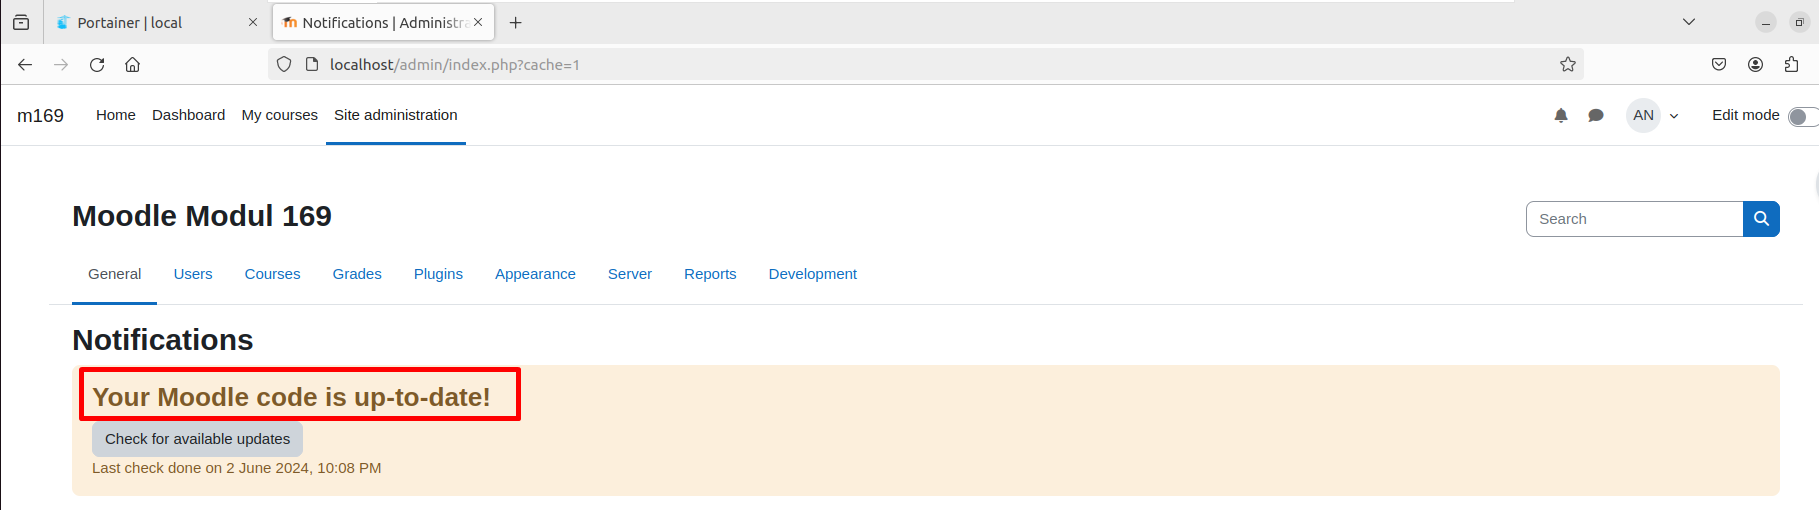 Portainer | local
Notifications | Administra
localhost/admin/index.php?cache=1
m169 Home Dashboard My courses Site administration AN Edit mode
Moodle Modul 169
Search
General Users Courses Grades Plugins Appearance Server Reports Development
Notifications
Your Moodle code is up-to-date!
Check for available updates
Last check done on 2 June 2024, 10:08 PM